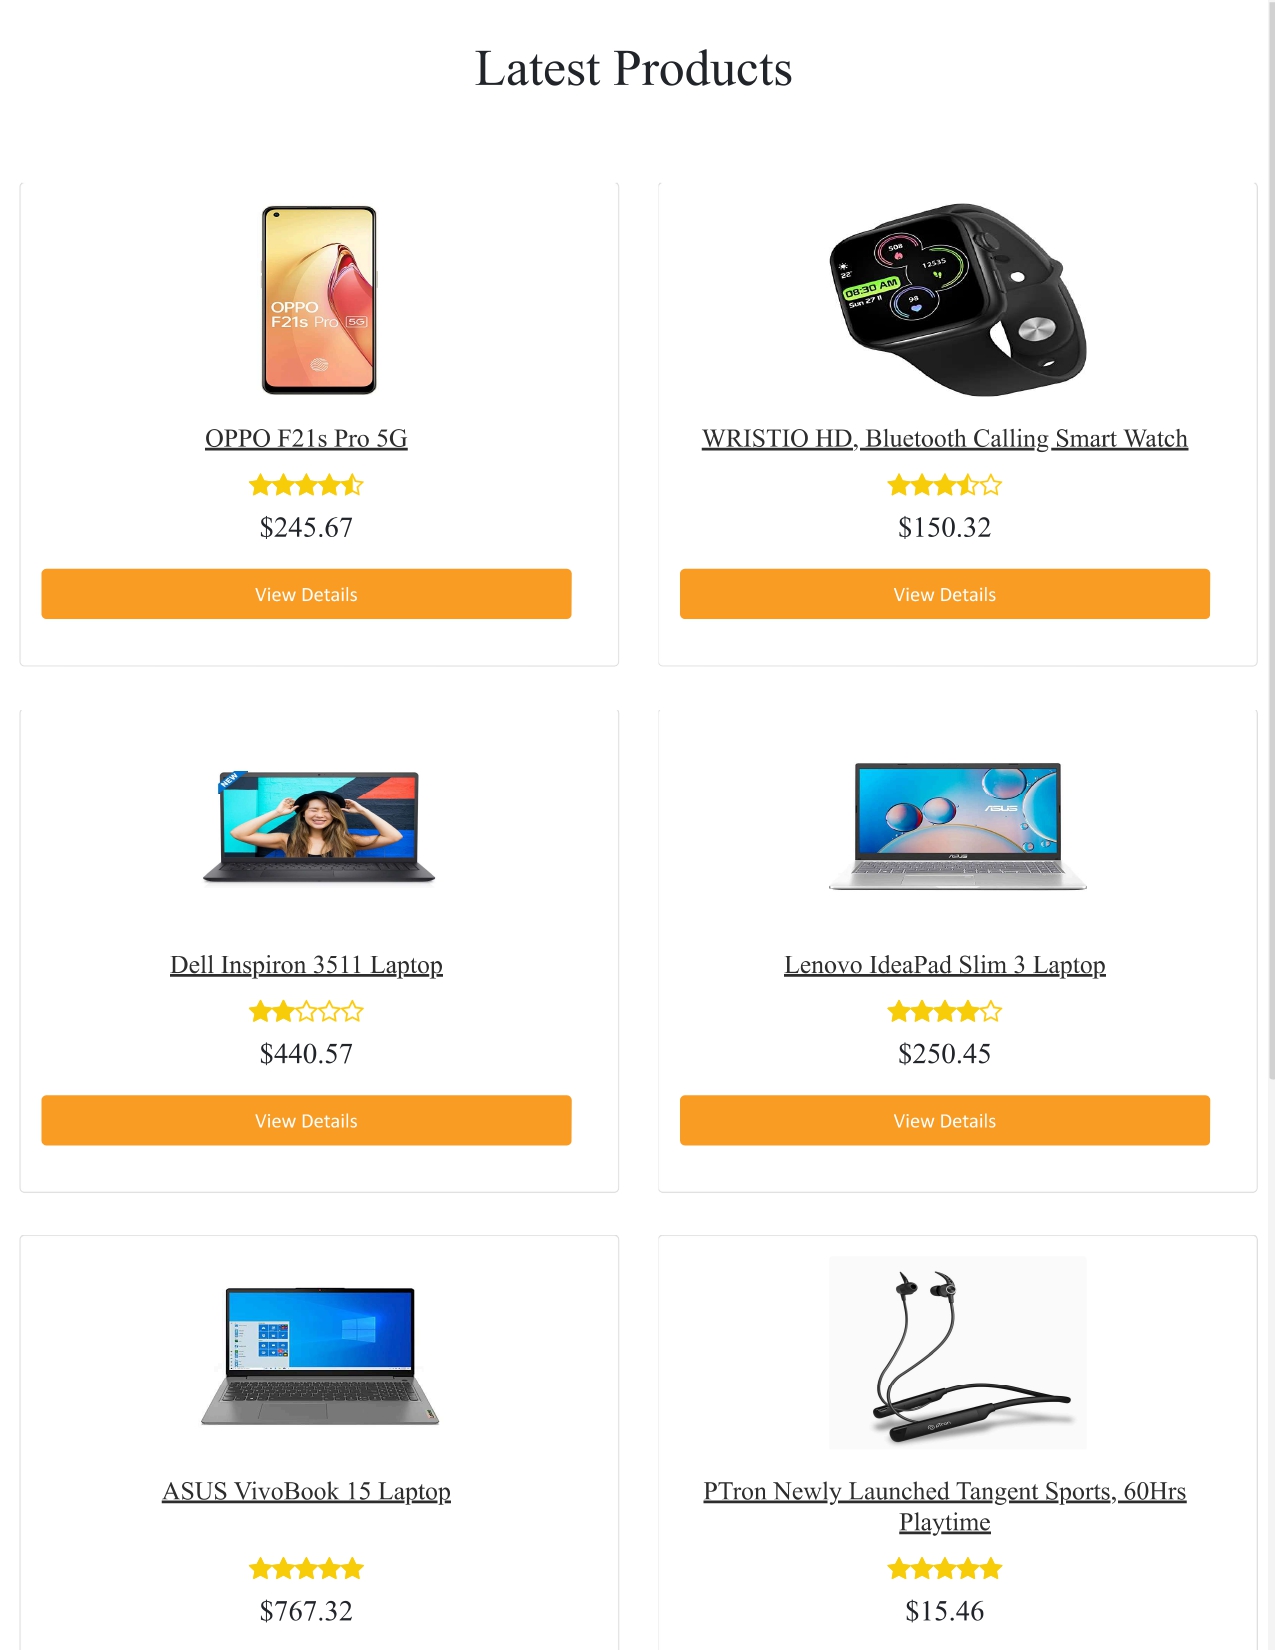 Latest Products
OPPO
F21s Pro 5G
508
12535
22°
08:30 AM
Sun 27 II
98
OPPO F21s Pro 5G
WRISTIO HD, Bluetooth Calling Smart Watch
$245.67
$150.32
View Details
View Details
NEW
ASUS
ASUS
Dell Inspiron 3511 Laptop
Lenovo IdeaPad Slim 3 Laptop
$440.57
$250.45
View Details
View Details
pTron
ASUS VivoBook 15 Laptop
PTron Newly Launched Tangent Sports, 60Hrs
Playtime
$767.32
$15.46